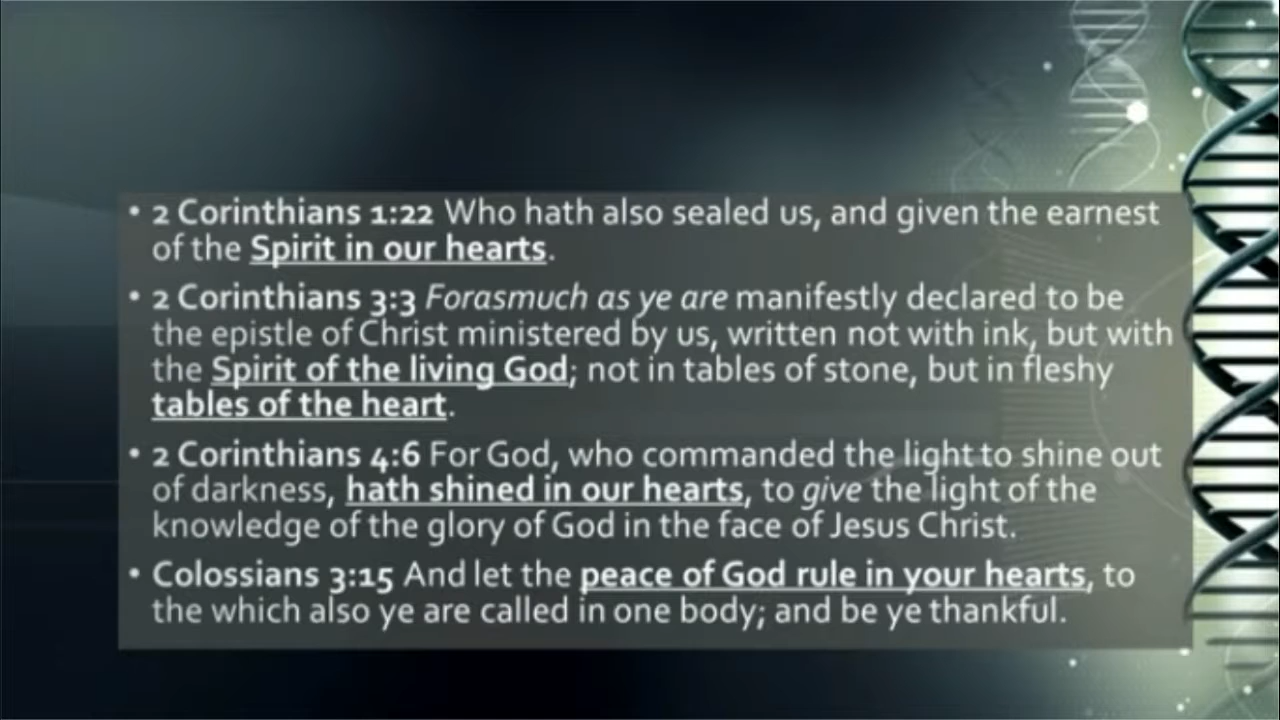 • 2 Corinthians 1:22 Who hath also sealed us, and given the earnest
of the Spirit in our hearts.
• 2 Corinthians 3:3 Forasmuch as ye are manifestly declared to be
the epistle of Christ ministered by us, written not with ink, but with
the Spirit of the living God; not in tables of stone, but in fleshy
tables of the heart.
• 2 Corinthians 4:6 For God, who commanded the light to shine out
of darkness, hath shined in our hearts, to give the light of the
knowledge of the glory of God in the face of Jesus Christ.
• Colossians 3:15 And let the peace of God rule in your hearts, to
the which also ye are called in one body; and be ye thankful.